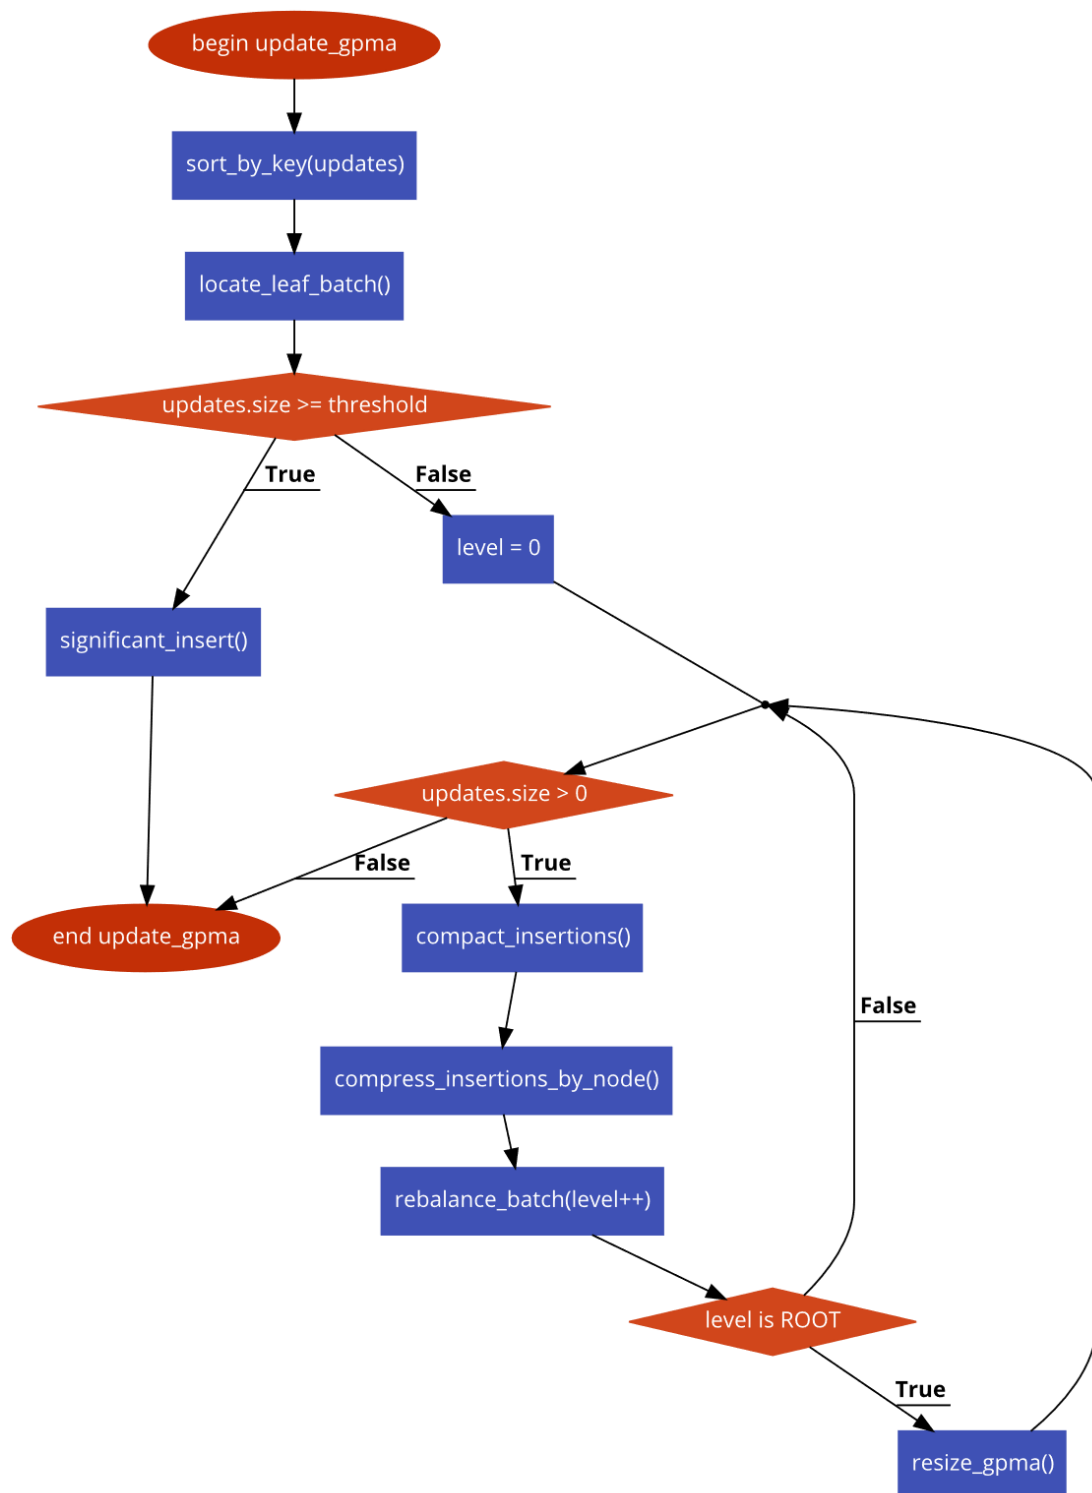 begin update_gpma
sort_by_key(updates)
locate_leaf_batch()
updates.size >= threshold
True
False
level = 0
significant_insert()
updates.size > 0
False
True
end update_gpma
compact_insertions()
False
compress_insertions_by_node()
rebalance_batch(level++)
level is ROOT
True
resize_gpma()